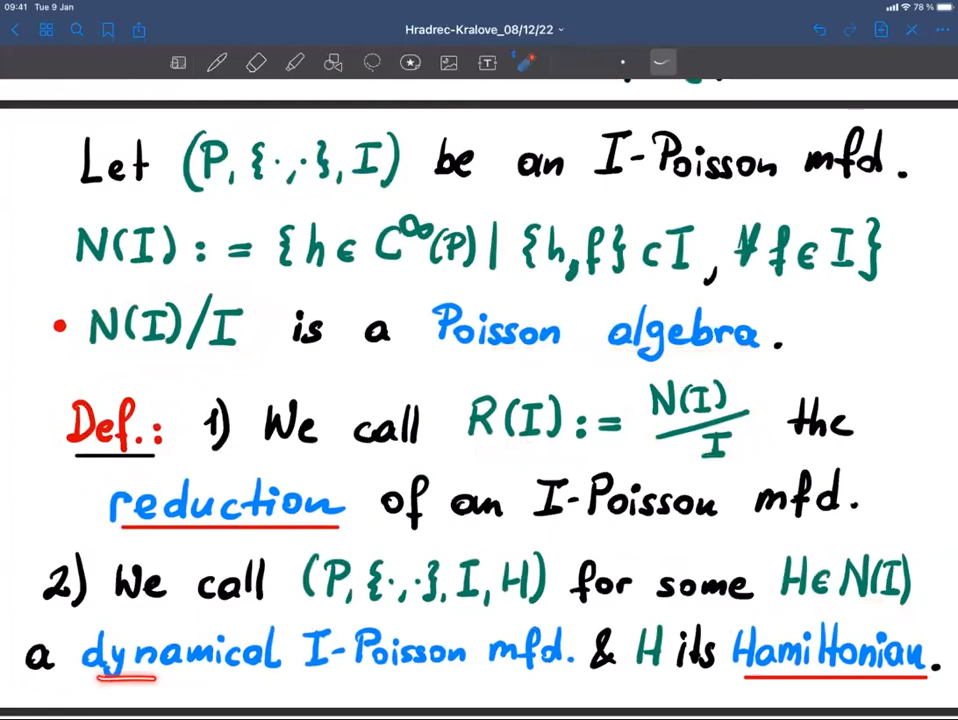 09:41 Tue 9 Jan
78 %
Hradrec-Kralove_08/12/22
Let (P, {·,·}, I) be an I-Poisson mfd.
N(I) := {h ∈ C^∞(P) | {h,f} ⊂ I, ∀ f ∈ I}
• N(I)/I is a Poisson algebra.
Def.: 1) We call R(I) := N(I)/I the
reduction of an I-Poisson mfd.
2) We call (P, {·,·}, I, H) for some H ∈ N(I)
a dynamical I-Poisson mfd. & H its Hamiltonian.